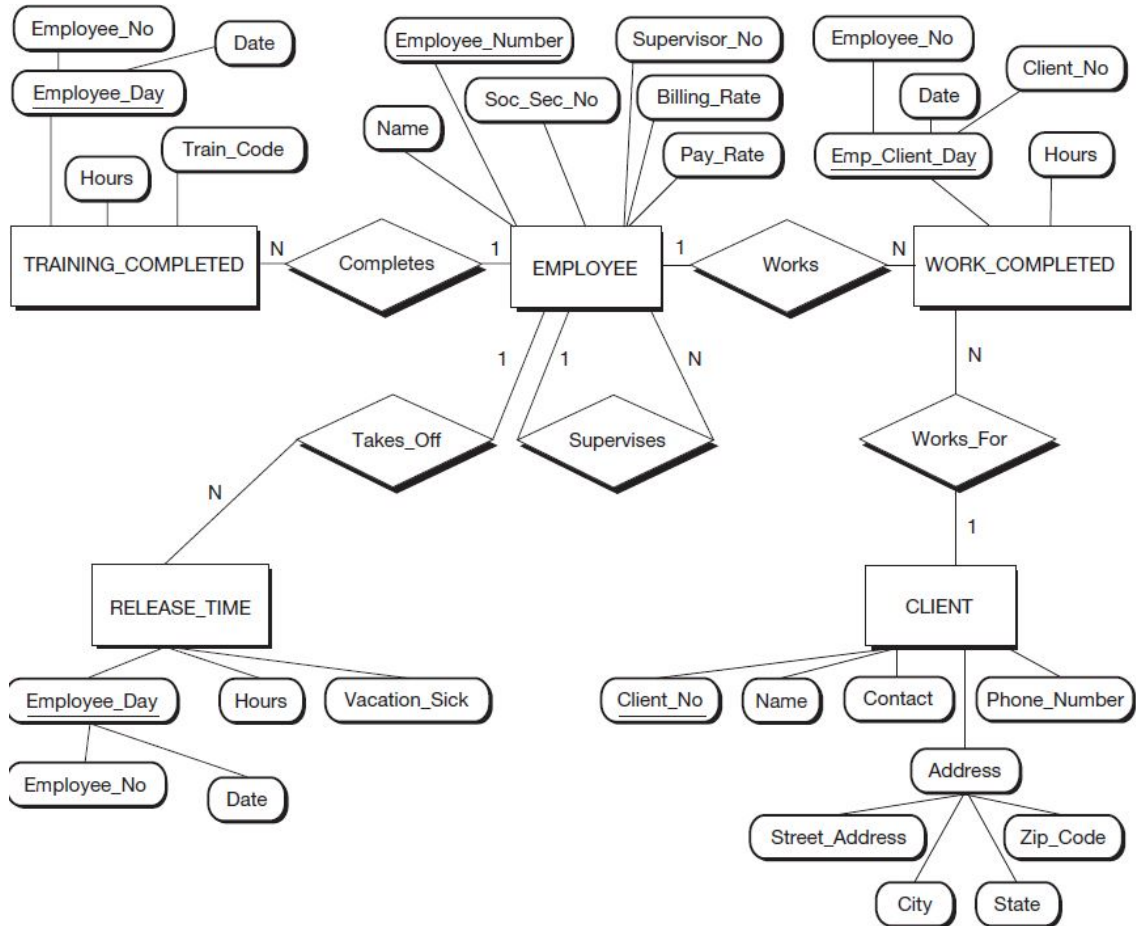 Employee_No
Date
Employee_Day
Train_Code
Hours
TRAINING_COMPLETED
N
Completes
1
Employee_Number
Supervisor_No
Soc_Sec_No
Billing_Rate
Name
Pay_Rate
EMPLOYEE
1
Works
N
Employee_No
Client_No
Date
Emp_Client_Day
Hours
WORK_COMPLETED
1
1
N
N
Takes_Off
Supervises
Works_For
N
1
RELEASE_TIME
Employee_Day
Hours
Vacation_Sick
Employee_No
Date
CLIENT
Client_No
Name
Contact
Phone_Number
Address
Street_Address
Zip_Code
City
State